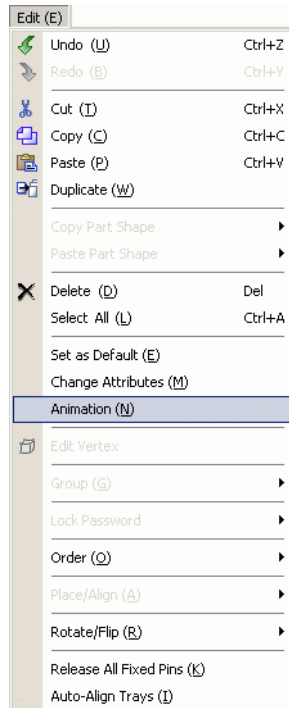 Edit (E)
Undo (U) Ctrl+Z
Redo (B) Ctrl+Y
Cut (T) Ctrl+X
Copy (C) Ctrl+C
Paste (P) Ctrl+V
Duplicate (W)
Copy Part Shape
Paste Part Shape
Delete (D) Del
Select All (L) Ctrl+A
Set as Default (E)
Change Attributes (M)
Animation (N)
Edit Vertex
Group (G)
Lock Password
Order (O)
Place/Align (A)
Rotate/Flip (R)
Release All Fixed Pins (K)
Auto-Align Trays (I)